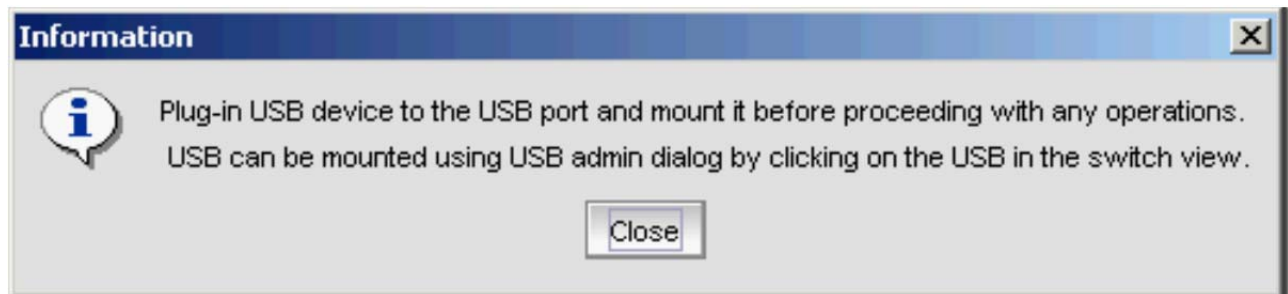 Information
Plug-in USB device to the USB port and mount it before proceeding with any operations.
USB can be mounted using USB admin dialog by clicking on the USB in the switch view.
Close